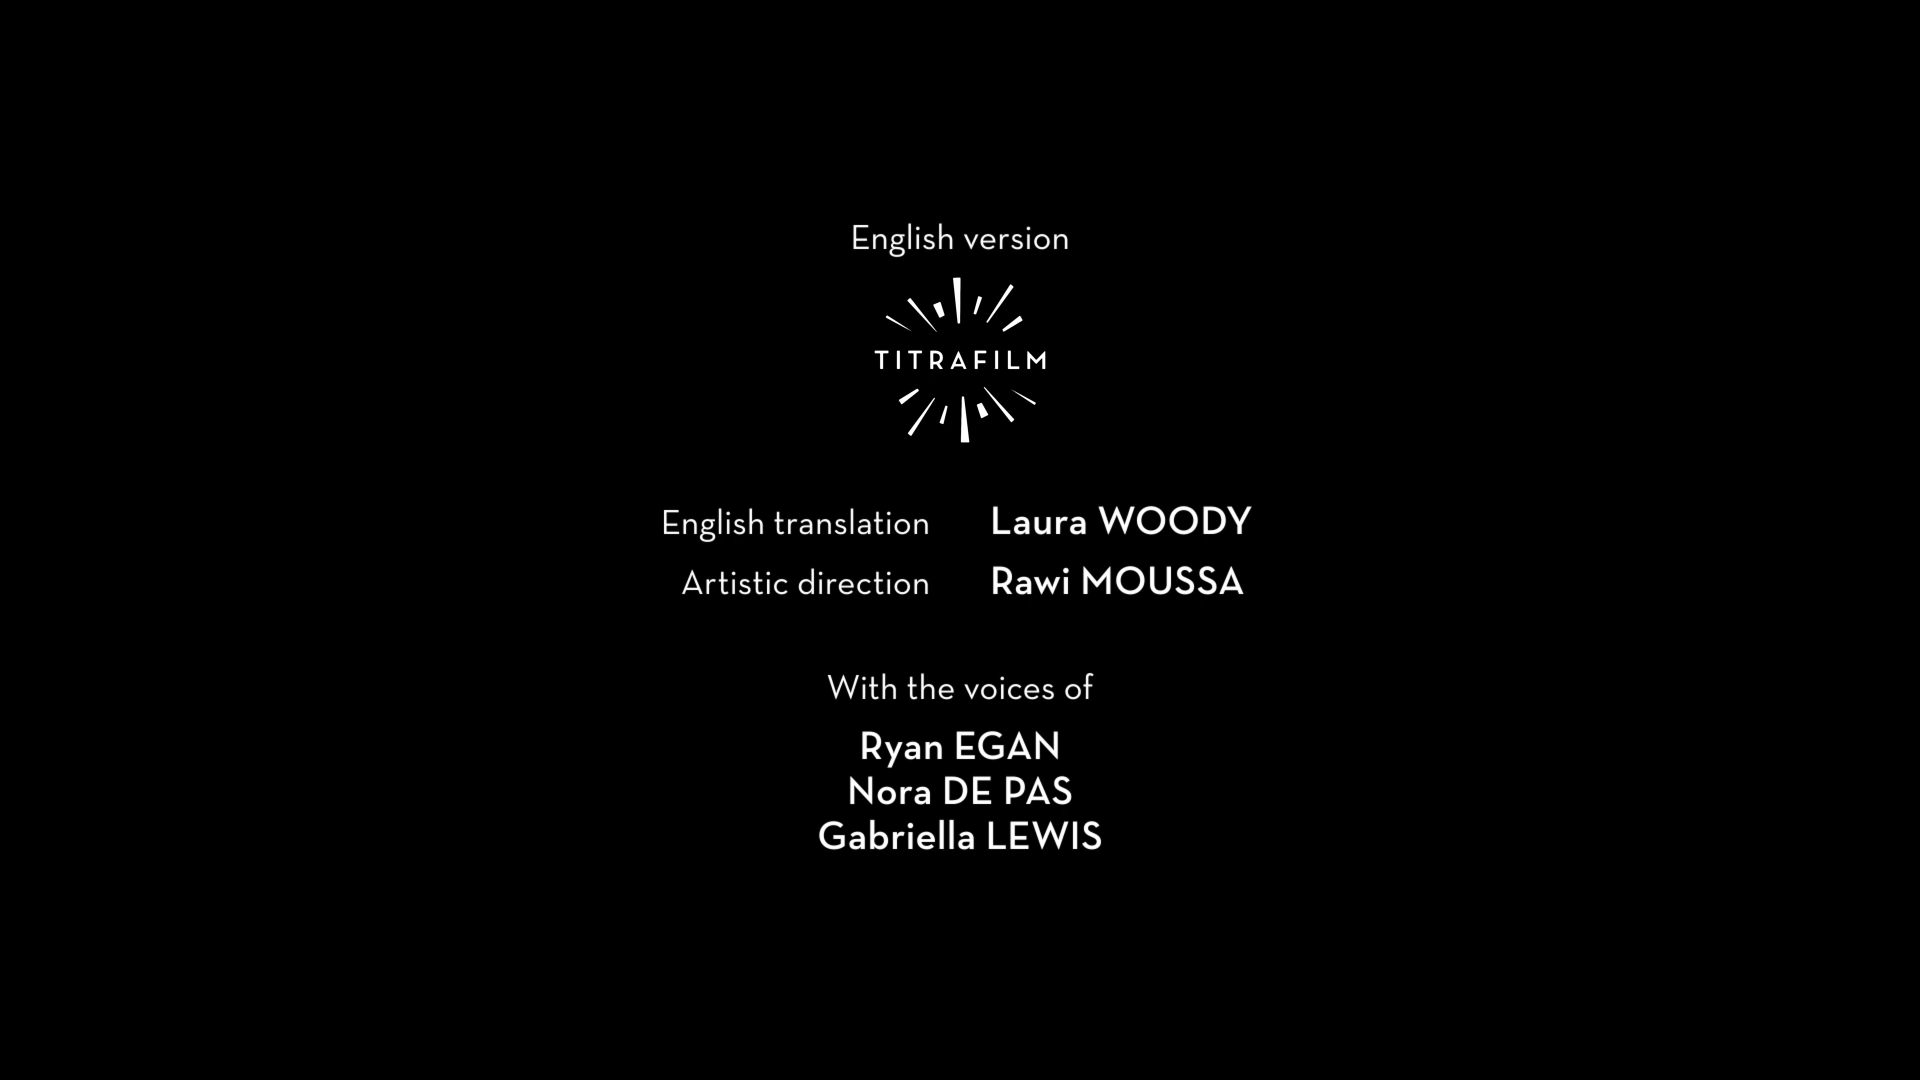 English version
TITRAFILM
English translation Laura WOODY
Artistic direction Rawi MOUSSA
With the voices of
Ryan EGAN
Nora DE PAS
Gabriella LEWIS